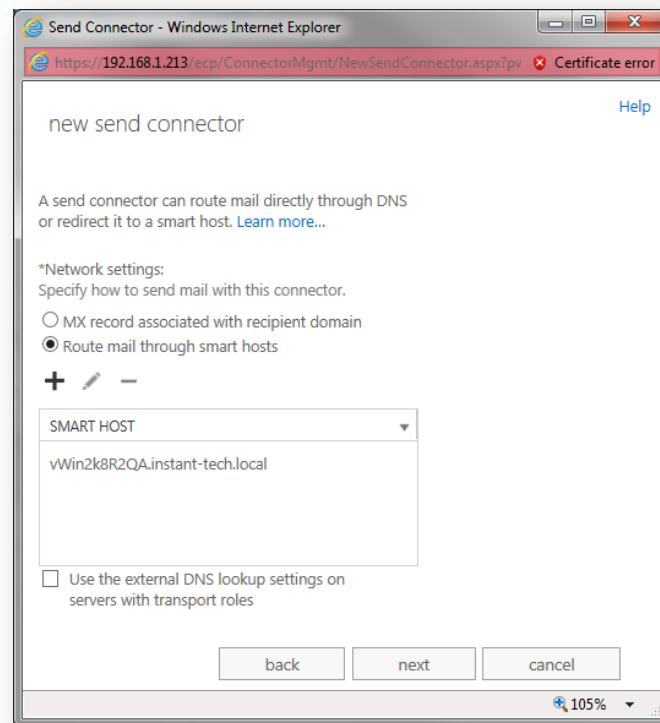 Send Connector - Windows Internet Explorer
https://192.168.1.213/ecp/ConnectorMgmt/NewSendConnector.aspx?pv Certificate error
Help
new send connector
A send connector can route mail directly through DNS
or redirect it to a smart host. Learn more...
*Network settings:
Specify how to send mail with this connector.
MX record associated with recipient domain
Route mail through smart hosts
SMART HOST
vWin2k8R2QA.instant-tech.local
Use the external DNS lookup settings on
servers with transport roles
back next cancel
105%